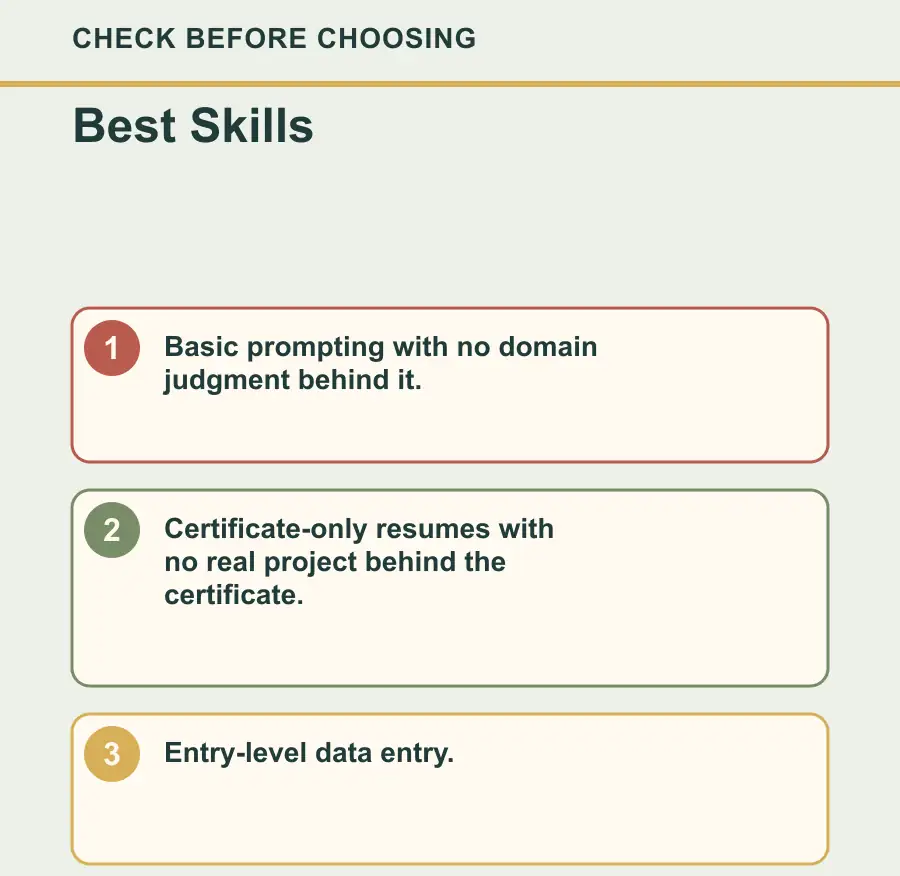 CHECK BEFORE CHOOSING
Best Skills
1
Basic prompting with no domain
judgment behind it.
2
Certificate-only resumes with
no real project behind the
certificate.
3
Entry-level data entry.